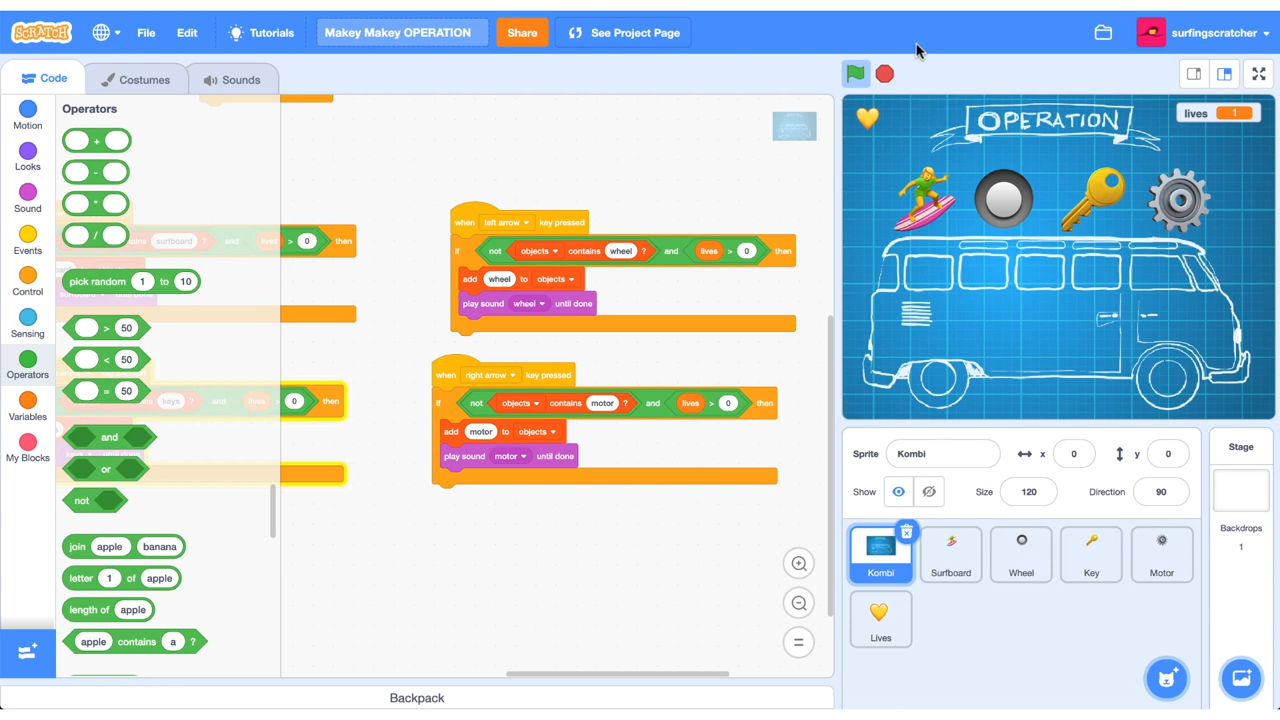 SCRATCH
File
Edit
Tutorials
Makey Makey OPERATION
Share
See Project Page
surfingscratcher
Code
Costumes
Sounds
Motion
Looks
Sound
Events
Control
Sensing
Operators
Variables
My Blocks
Operators
+
-
*
/
pick random 1 to 10
> 50
< 50
= 50
and
or
not
join apple banana
letter 1 of apple
length of apple
apple contains a ?
surfboard ? and lives > 0 then
keys ? and lives > 0 then
when left arrow key pressed
if not objects contains wheel ? and lives > 0 then
add wheel to objects
play sound wheel until done
when right arrow key pressed
if not objects contains motor ? and lives > 0 then
add motor to objects
play sound motor until done
Backpack
OPERATION
lives 1
Sprite Kombi x 0 y 0
Show Size 120 Direction 90
Kombi
Surfboard
Wheel
Key
Motor
Lives
Stage
Backdrops
1